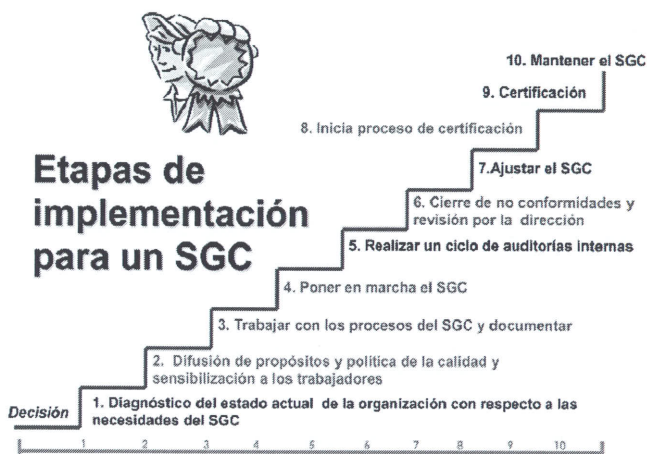 Etapas de
implementación
para un SGC
10. Mantener el SGC
9. Certificación
8. Inicia proceso de certificación
7.Ajustar el SGC
6. Cierre de no conformidades y
revisión por la dirección
5. Realizar un ciclo de auditorías internas
4. Poner en marcha el SGC
3. Trabajar con los procesos del SGC y documentar
2. Difusión de propósitos y política de la calidad y
sensibilización a los trabajadores
Decisión
1. Diagnóstico del estado actual de la organización con respecto a las
necesidades del SGC
1 2 3 4 5 6 7 8 9 10